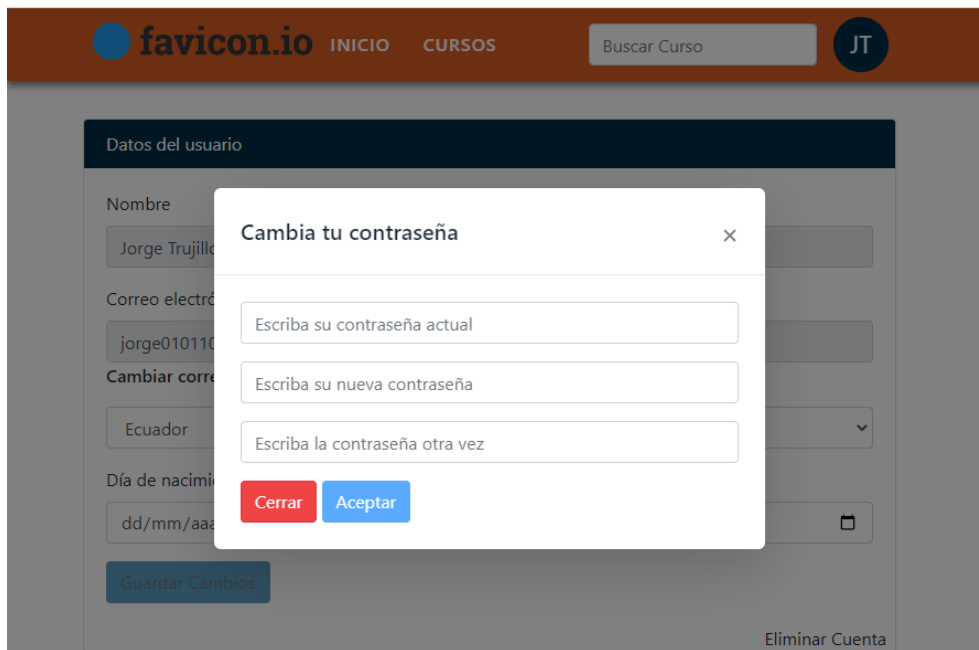 favicon.io INICIO CURSOS Buscar Curso JT
Datos del usuario
Nombre
Jorge Trujillo
Correo electró
jorge010110
Cambiar corre
Ecuador
Día de nacimi
dd/mm/aaa
Guardar Cambios
Eliminar Cuenta
Cambia tu contraseña ×
Escriba su contraseña actual
Escriba su nueva contraseña
Escriba la contraseña otra vez
Cerrar Aceptar